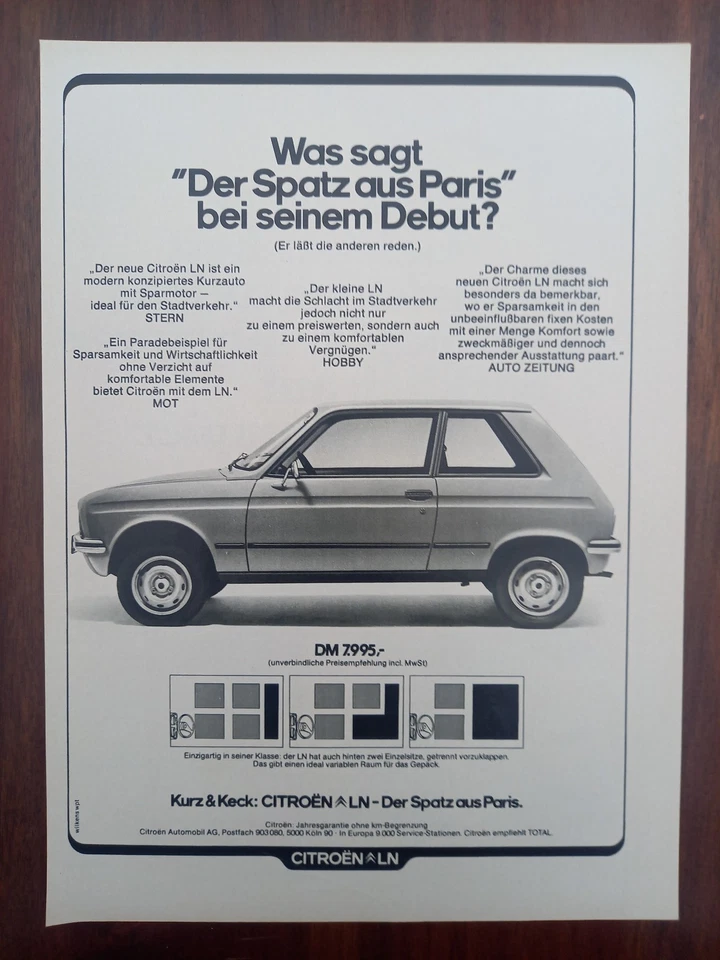 Was sagt
"Der Spatz aus Paris"
bei seinem Debut?
(Er läßt die anderen reden.)
„Der neue Citroën LN ist ein
modern konzipiertes Kurzauto
mit Sparmotor –
ideal für den Stadtverkehr.“
STERN
„Ein Paradebeispiel für
Sparsamkeit und Wirtschaftlichkeit
ohne Verzicht auf
komfortable Elemente
bietet Citroën mit dem LN.“
MOT
„Der kleine LN
macht die Schlacht im Stadtverkehr
jedoch nicht nur
zu einem preiswerten, sondern auch
zu einem komfortablen
Vergnügen.“
HOBBY
„Der Charme dieses
neuen Citroën LN macht sich
besonders da bemerkbar,
wo er Sparsamkeit in den
unbeeinflußbaren fixen Kosten
mit einer Menge Komfort sowie
zweckmäßiger und dennoch
ansprechender Ausstattung paart.“
AUTO ZEITUNG
DM 7.995,-
(unverbindliche Preisempfehlung incl. MwSt)
Einzigartig in seiner Klasse: der LN hat auch hinten zwei Einzelsitze, getrennt vorzuklappen.
Das gibt einen ideal variablen Raum für das Gepäck.
Kurz & Keck: CITROËN LN – Der Spatz aus Paris.
Citroën: Jahresgarantie ohne km-Begrenzung
Citroën Automobil AG, Postfach 903080, 5000 Köln 90 · In Europa 9.000 Service-Stationen. Citroën empfiehlt TOTAL.
wilkens wpt
CITROËN LN